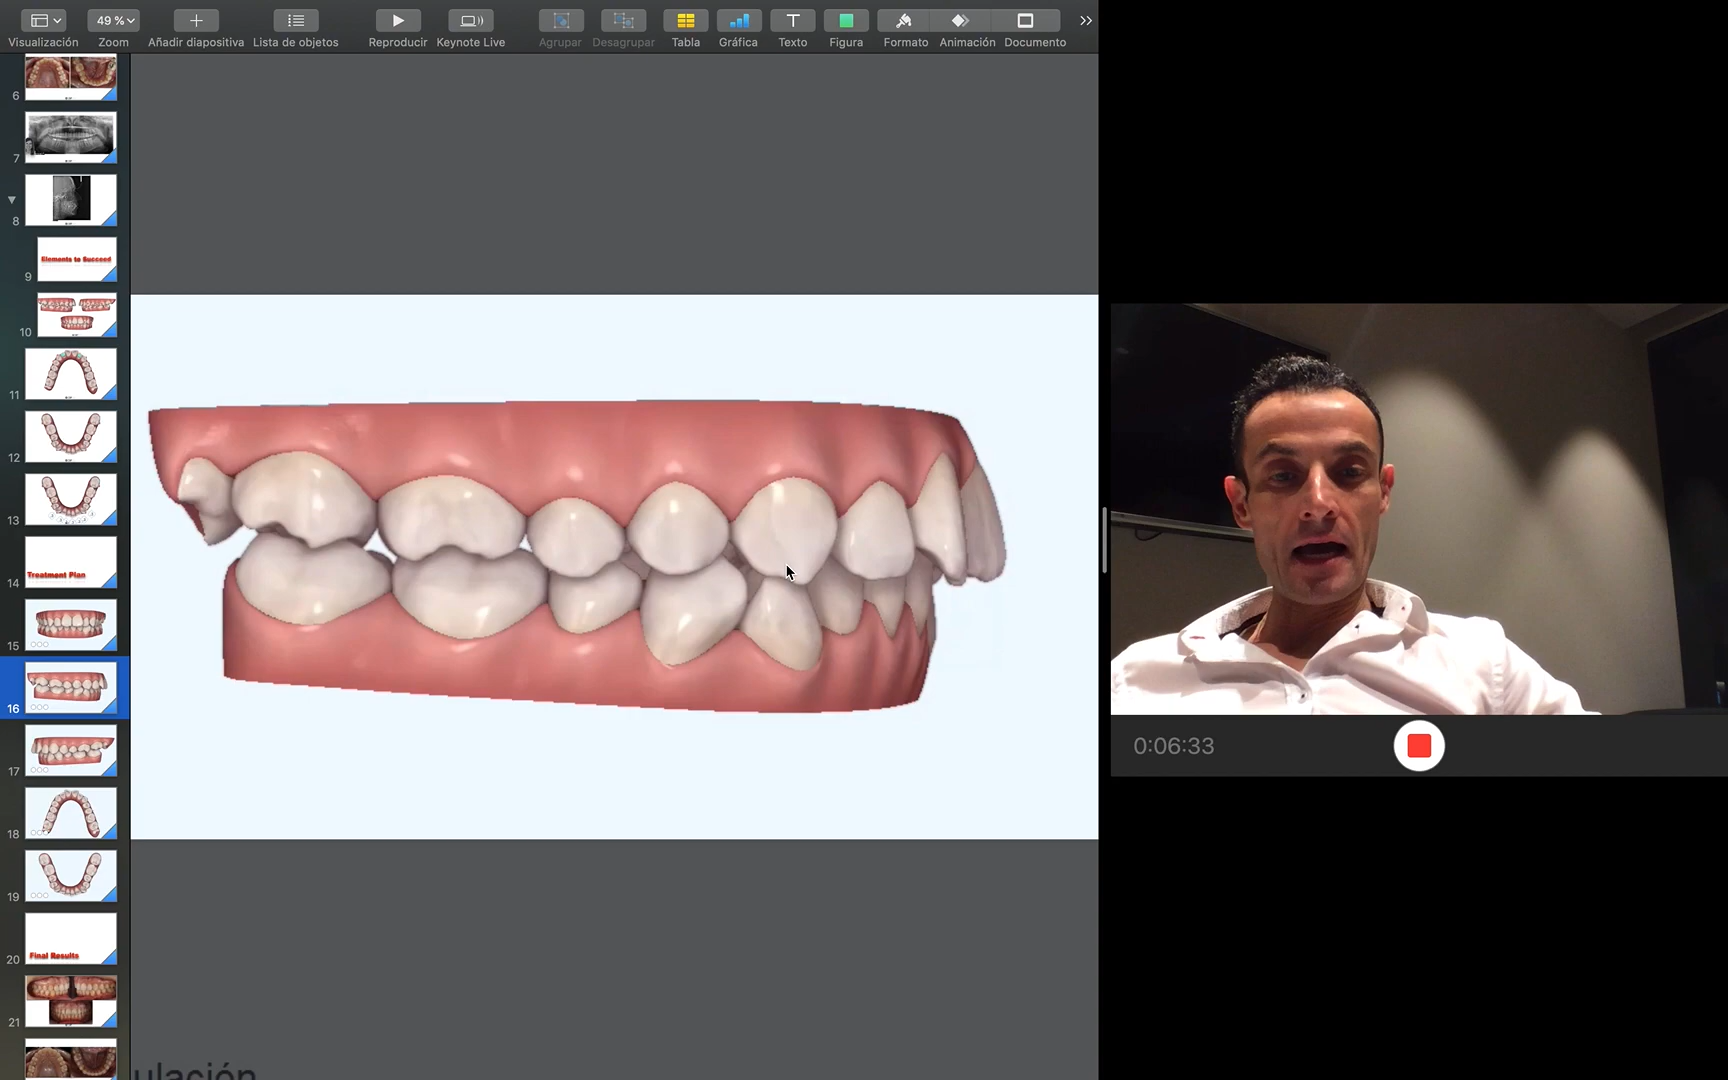 49 %
Visualización
Zoom
Añadir diapositiva
Lista de objetos
Reproducir
Keynote Live
Agrupar
Desagrupar
Tabla
Gráfica
T
Texto
Figura
Formato
Animación
Documento
6
7
8
Elements to Succeed
9
10
11
12
13
Treatment Plan
14
15
16
17
18
19
Final Results
20
21
ulación
0:06:33